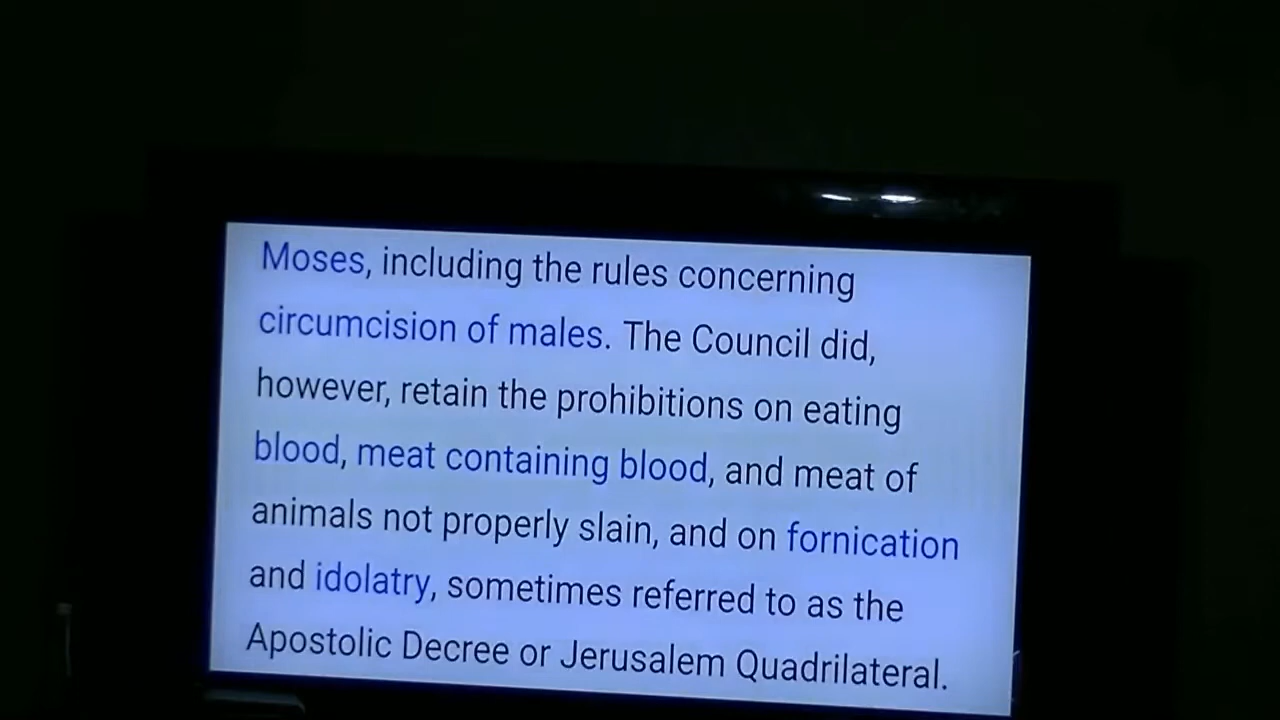 Moses, including the rules concerning
circumcision of males. The Council did,
however, retain the prohibitions on eating
blood, meat containing blood, and meat of
animals not properly slain, and on fornication
and idolatry, sometimes referred to as the
Apostolic Decree or Jerusalem Quadrilateral.